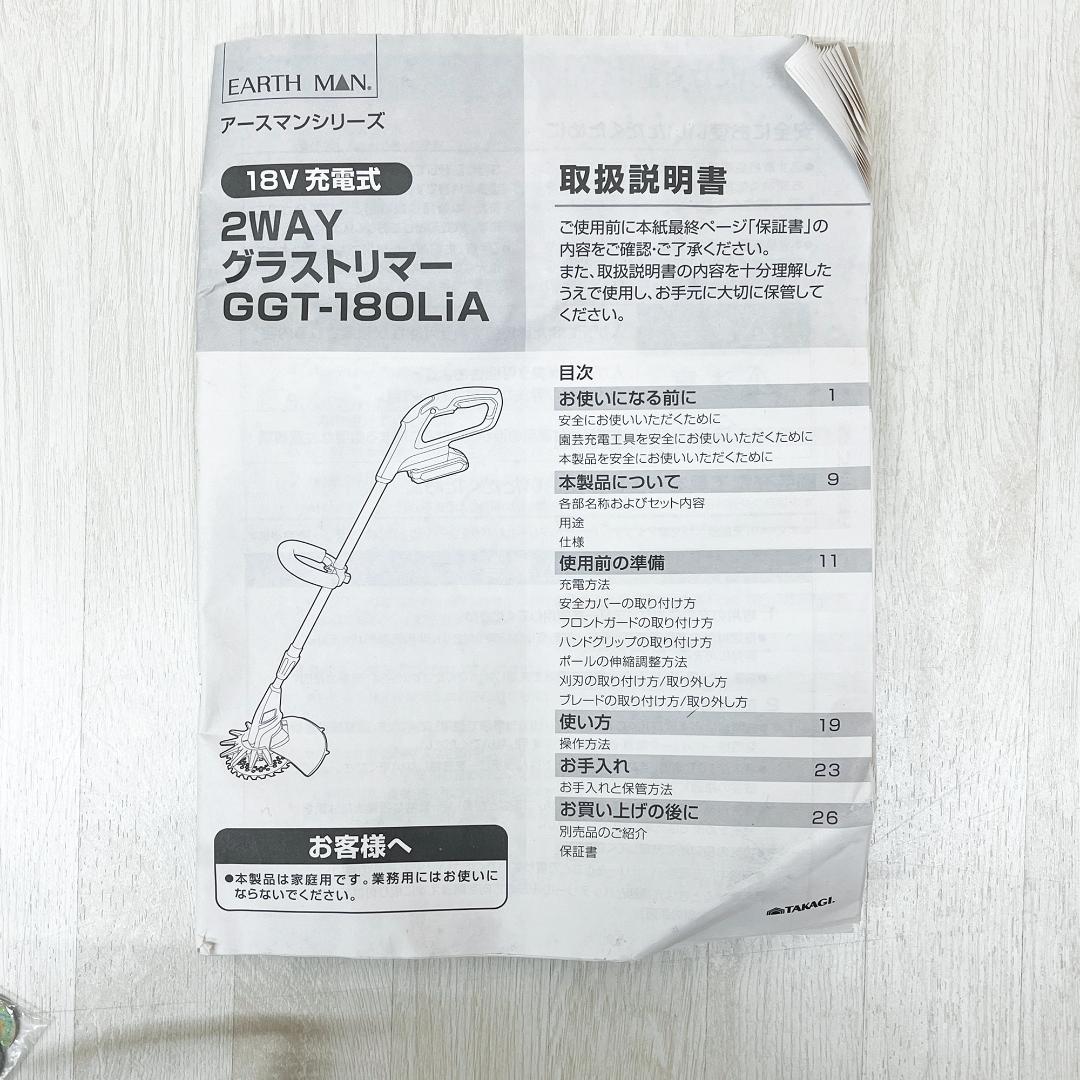 EARTH MAN®
アースマンシリーズ
18V 充電式
2WAY
グラストリマー
GGT-180LiA
お客様へ
●本製品は家庭用です。業務用にはお使いに
ならないでください。
取扱説明書
ご使用前に本紙最終ページ「保証書」の
内容をご確認・ご了承ください。
また、取扱説明書の内容を十分理解した
うえで使用し、お手元に大切に保管して
ください。
目次
お使いになる前に 1
安全にお使いいただくために
園芸充電工具を安全にお使いいただくために
本製品を安全にお使いいただくために
本製品について 9
各部名称およびセット内容
用途
仕様
使用前の準備 11
充電方法
安全カバーの取り付け方
フロントガードの取り付け方
ハンドグリップの取り付け方
ポールの伸縮調整方法
刈刃の取り付け方/取り外し方
ブレードの取り付け方/取り外し方
使い方 19
操作方法
お手入れ 23
お手入れと保管方法
お買い上げの後に 26
別売品のご紹介
保証書
TAKAGI.